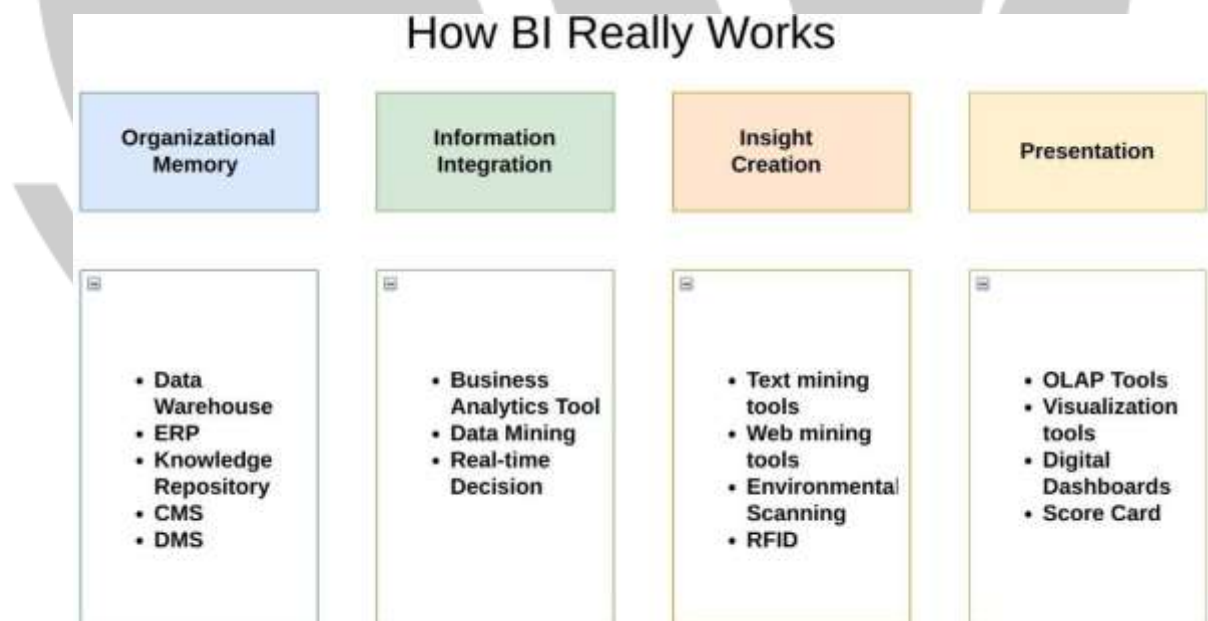 How BI Really Works
Organizational
Memory
Information
Integration
Insight
Creation
Presentation
• Data
Warehouse
• ERP
• Knowledge
Repository
• CMS
• DMS
• Business
Analytics Tool
• Data Mining
• Real-time
Decision
• Text mining
tools
• Web mining
tools
• Environmental
Scanning
• RFID
• OLAP Tools
• Visualization
tools
• Digital
Dashboards
• Score Card